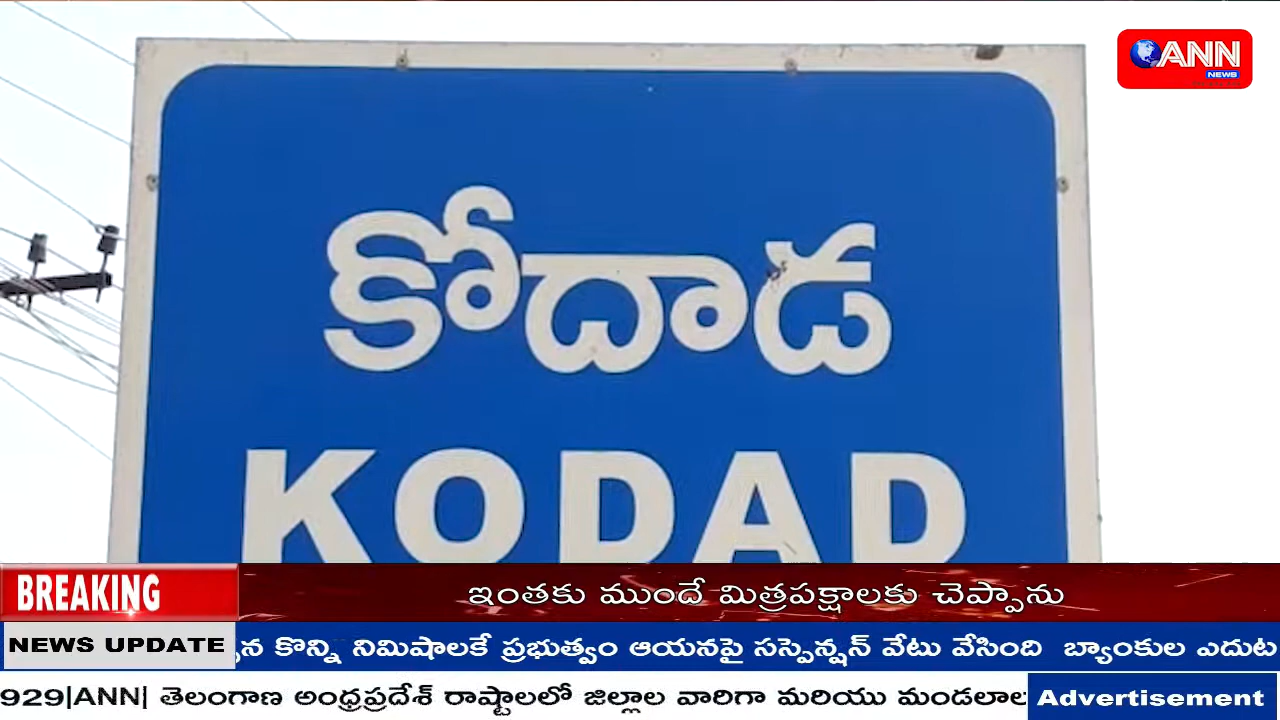 ANN
NEWS
కోదాడ
KODAD
BREAKING
ఇంతకు ముందే మిత్రపక్షాలకు చెప్పాను
NEWS UPDATE
కొన్ని నిమిషాలకే ప్రభుత్వం ఆయనపై సస్పెన్షన్ వేటు వేసింది బ్యాంకుల ఎదుట
929|ANN| తెలంగాణ అంధ్రప్రదేశ్ రాష్టాలలో జిల్లాల వారిగా మరియు
Advertisement